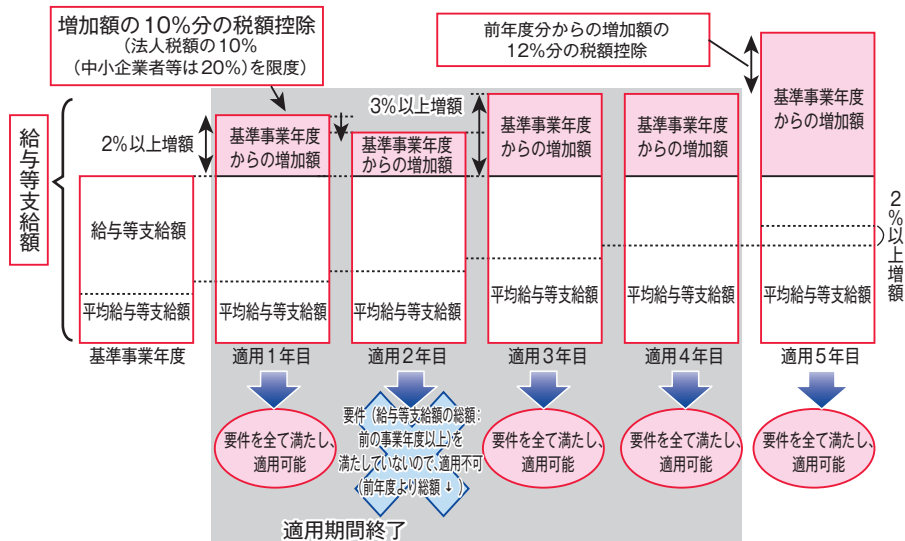 増加額の10%分の税額控除
(法人税額の10%
(中小企業者等は20%)を限度)
前年度分からの増加額の
12%分の税額控除
給与等支給額
2%以上増額
3%以上増額
基準事業年度
からの増加額
基準事業年度
からの増加額
基準事業年度
からの増加額
基準事業年度
からの増加額
基準事業年度
からの増加額
給与等支給額
2%以上増額
平均給与等支給額
平均給与等支給額
平均給与等支給額
平均給与等支給額
平均給与等支給額
平均給与等支給額
基準事業年度
適用1年目
適用2年目
適用3年目
適用4年目
適用5年目
要件を全て満たし、
適用可能
要件(給与等支給額の総額:
前の事業年度以上)を
満たしていないので、適用不可
(前年度より総額↓)
要件を全て満たし、
適用可能
要件を全て満たし、
適用可能
要件を全て満たし、
適用可能
適用期間終了